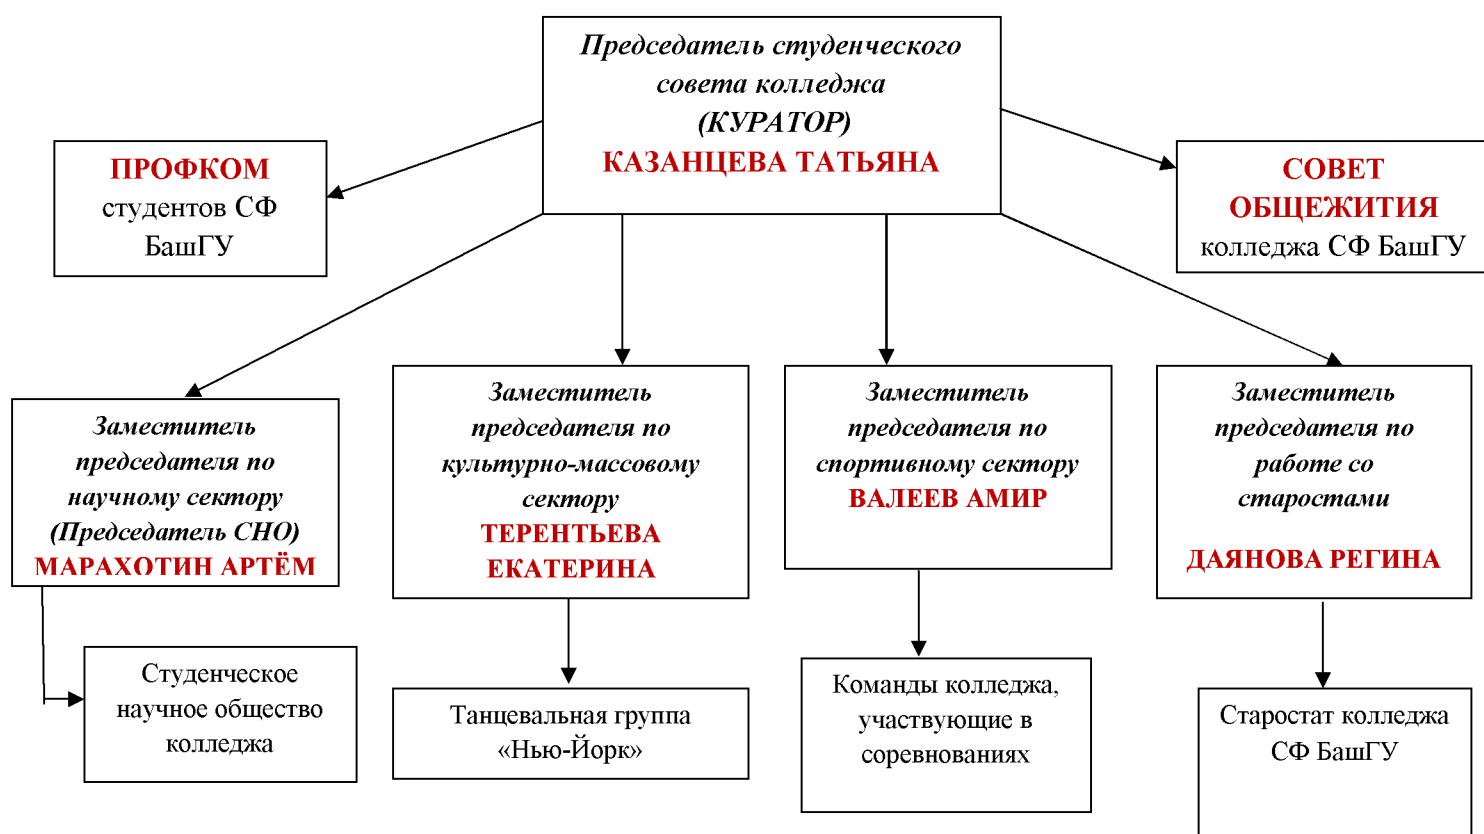 Председатель студенческого
совета колледжа
(КУРАТОР)
КАЗАНЦЕВА ТАТЬЯНА
ПРОФКОМ
студентов СФ
БашГУ
СОВЕТ
ОБЩЕЖИТИЯ
колледжа СФ БашГУ
Заместитель
председателя по
научному сектору
(Председатель СНО)
МАРАХОТИН АРТЁМ
Заместитель
председателя по
культурно-массовому
сектору
ТЕРЕНТЬЕВА
ЕКАТЕРИНА
Заместитель
председателя по
спортивному сектору
ВАЛЕЕВ АМИР
Заместитель
председателя по
работе со
старостами
ДАЯНОВА РЕГИНА
Студенческое
научное общество
колледжа
Танцевальная группа
«Нью-Йорк»
Команды колледжа,
участвующие в
соревнованиях
Старостат колледжа
СФ БашГУ